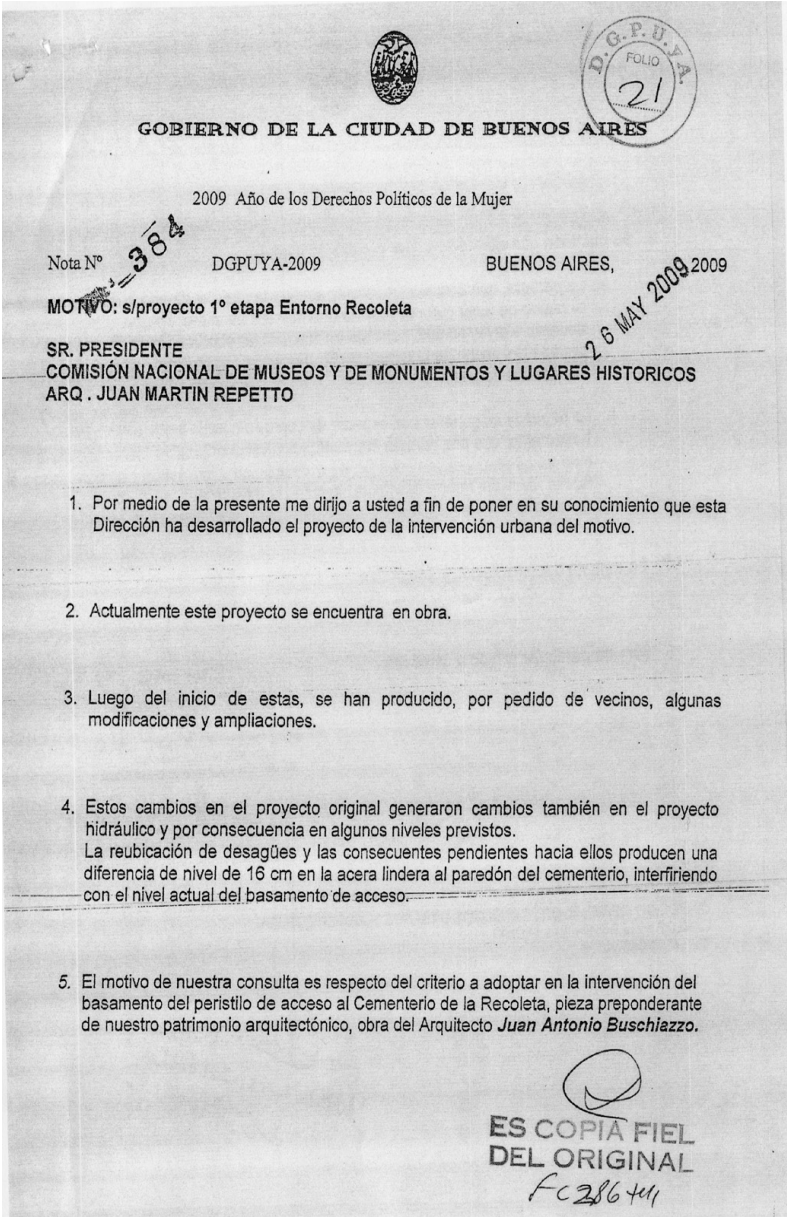 D.G.P.U.yA.
FOLIO
21
GOBIERNO DE LA CIUDAD DE BUENOS AIRES
2009 Año de los Derechos Políticos de la Mujer
Nota Nº 384 DGPUYA-2009 BUENOS AIRES, 26 MAY 2009 2009
MOTIVO: s/proyecto 1º etapa Entorno Recoleta
SR. PRESIDENTE
COMISIÓN NACIONAL DE MUSEOS Y DE MONUMENTOS Y LUGARES HISTORICOS
ARQ . JUAN MARTIN REPETTO
1. Por medio de la presente me dirijo a usted a fin de poner en su conocimiento que esta
Dirección ha desarrollado el proyecto de la intervención urbana del motivo.
2. Actualmente este proyecto se encuentra en obra.
3. Luego del inicio de estas, se han producido, por pedido de vecinos, algunas
modificaciones y ampliaciones.
4. Estos cambios en el proyecto original generaron cambios también en el proyecto
hidráulico y por consecuencia en algunos niveles previstos.
La reubicación de desagües y las consecuentes pendientes hacia ellos producen una
diferencia de nivel de 16 cm en la acera lindera al paredón del cementerio, interfiriendo
con el nivel actual del basamento de acceso.
5. El motivo de nuestra consulta es respecto del criterio a adoptar en la intervención del
basamento del peristilo de acceso al Cementerio de la Recoleta, pieza preponderante
de nuestro patrimonio arquitectónico, obra del Arquitecto Juan Antonio Buschiazzo.
ES COPIA FIEL
DEL ORIGINAL